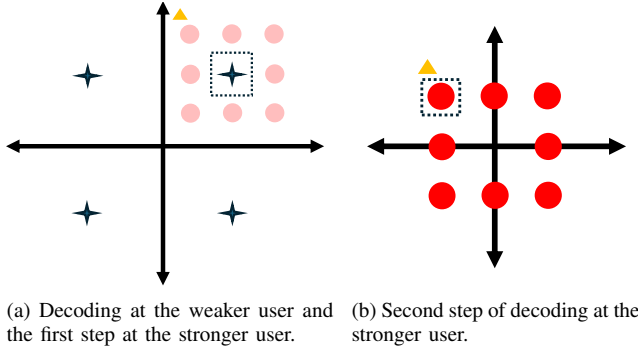 (a) Decoding at the weaker user and
the first step at the stronger user.
(b) Second step of decoding at the
stronger user.